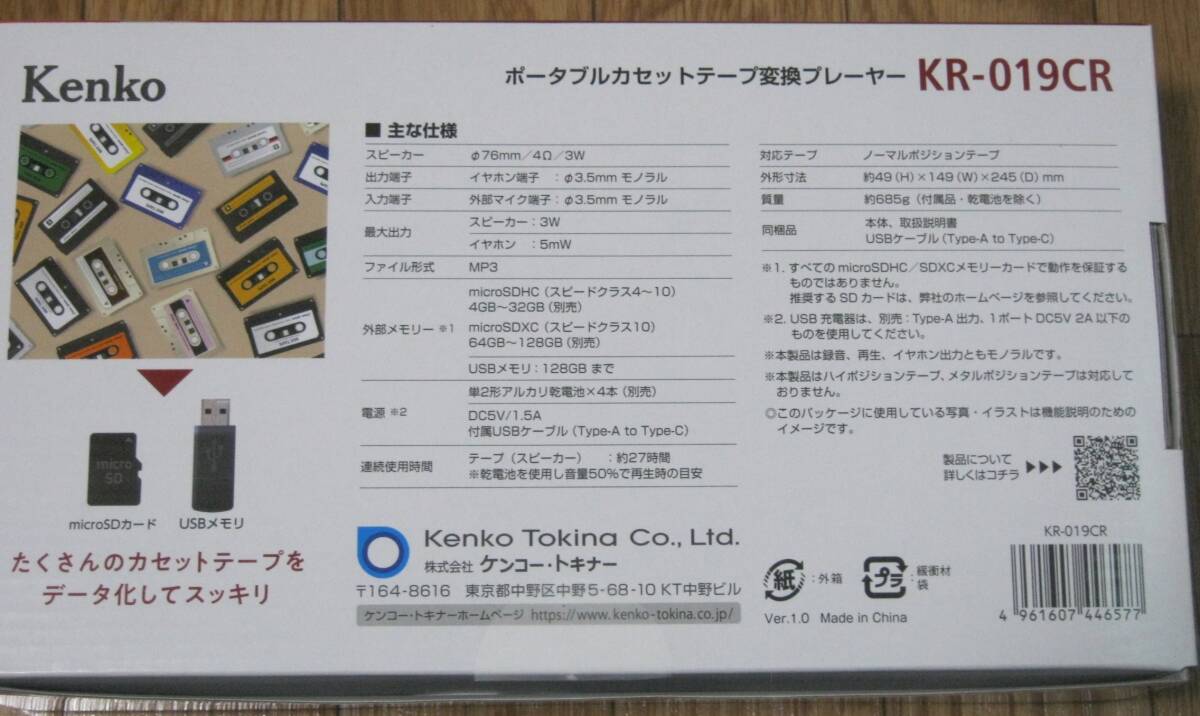 Kenko
ポータブルカセットテープ変換プレーヤー KR-019CR
■ 主な仕様
スピーカー φ76mm/4Ω/3W
出力端子 イヤホン端子 :φ3.5mm モノラル
入力端子 外部マイク端子:φ3.5mm モノラル
最大出力 スピーカー:3W
イヤホン :5mW
ファイル形式 MP3
外部メモリー ※1 microSDHC(スピードクラス4〜10)
4GB〜32GB(別売)
microSDXC(スピードクラス10)
64GB〜128GB(別売)
USBメモリ:128GB まで
電源 ※2 単2形アルカリ乾電池×4本(別売)
DC5V/1.5A
付属USBケーブル(Type-A to Type-C)
連続使用時間 テープ(スピーカー) :約27時間
※乾電池を使用し音量50%で再生時の目安
対応テープ ノーマルポジションテープ
外形寸法 約49(H)×149(W)×245(D)mm
質量 約685g(付属品・乾電池を除く)
同梱品 本体、取扱説明書
USBケーブル(Type-A to Type-C)
※1. すべてのmicroSDHC/SDXCメモリーカードで動作を保証する
ものではありません。
推奨するSDカードは、弊社のホームページを参照してください。
※2. USB充電器は、別売:Type-A出力、1ポートDC5V 2A以下の
ものを使用してください。
※本製品は録音、再生、イヤホン出力ともモノラルです。
※本製品はハイポジションテープ、メタルポジションテープは対応して
おりません。
◎このパッケージに使用している写真・イラストは機能説明のための
イメージです。
製品について
詳しくはコチラ ▶▶▶
micro
SD
microSDカード USBメモリ
たくさんのカセットテープを
データ化してスッキリ
Kenko Tokina Co., Ltd.
株式会社 ケンコー・トキナー
〒164-8616 東京都中野区中野5-68-10 KT中野ビル
ケンコー・トキナーホームページ https://www.kenko-tokina.co.jp/
紙 :外箱
プラ :緩衝材
袋
Ver.1.0 Made in China
KR-019CR
4 961607 446577